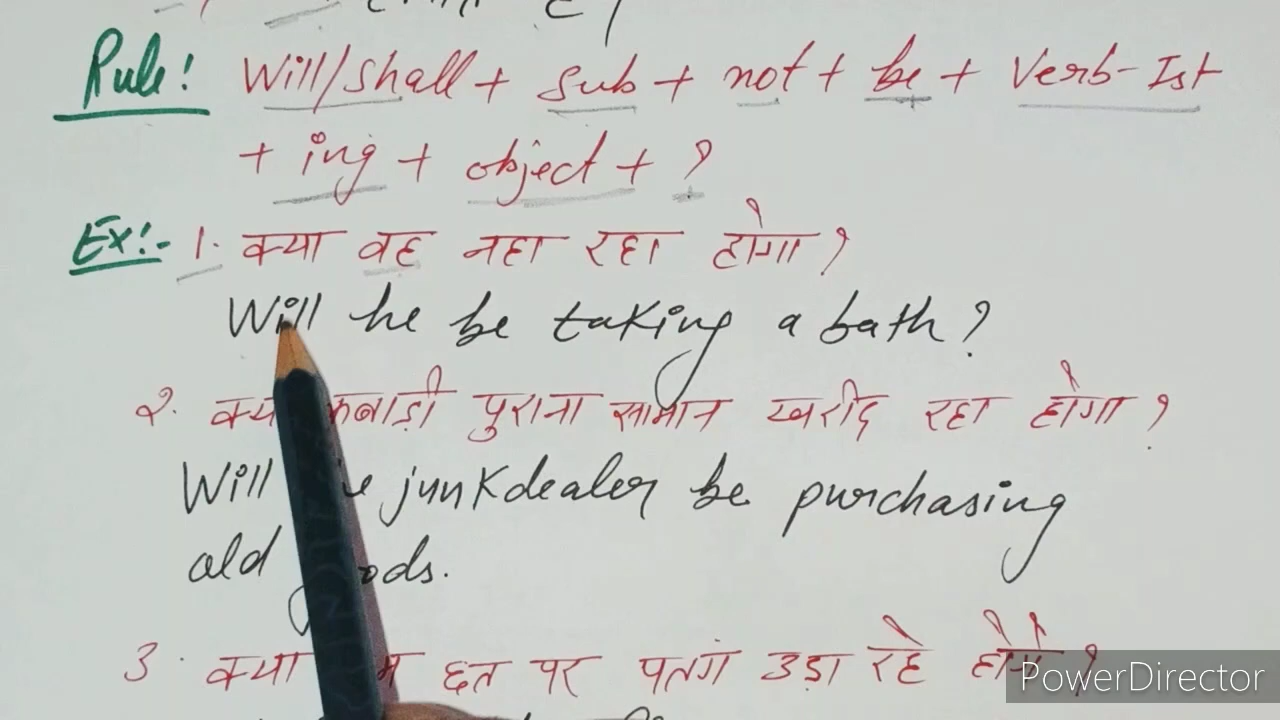 Rule! Will/Shall + Sub + not + be + Verb-Ist
+ ing + object + ?
Ex!- 1. क्या वह नहा रहा होगा?
Will he be taking a bath?
2. क्या कबाड़ी पुराना सामान खरीद रहा होगा?
Will junkdealer be purchasing
old
3. क्या छत पर पतंग उड़ा रहे होगे?
PowerDirector